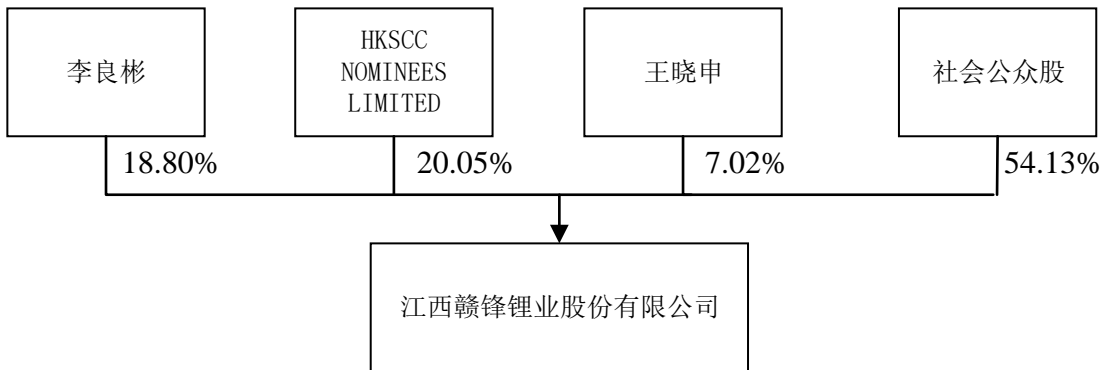 李良彬
HKSCC
NOMINEES
LIMITED
王晓申
社会公众股
18.80%
20.05%
7.02%
54.13%
江西赣锋锂业股份有限公司